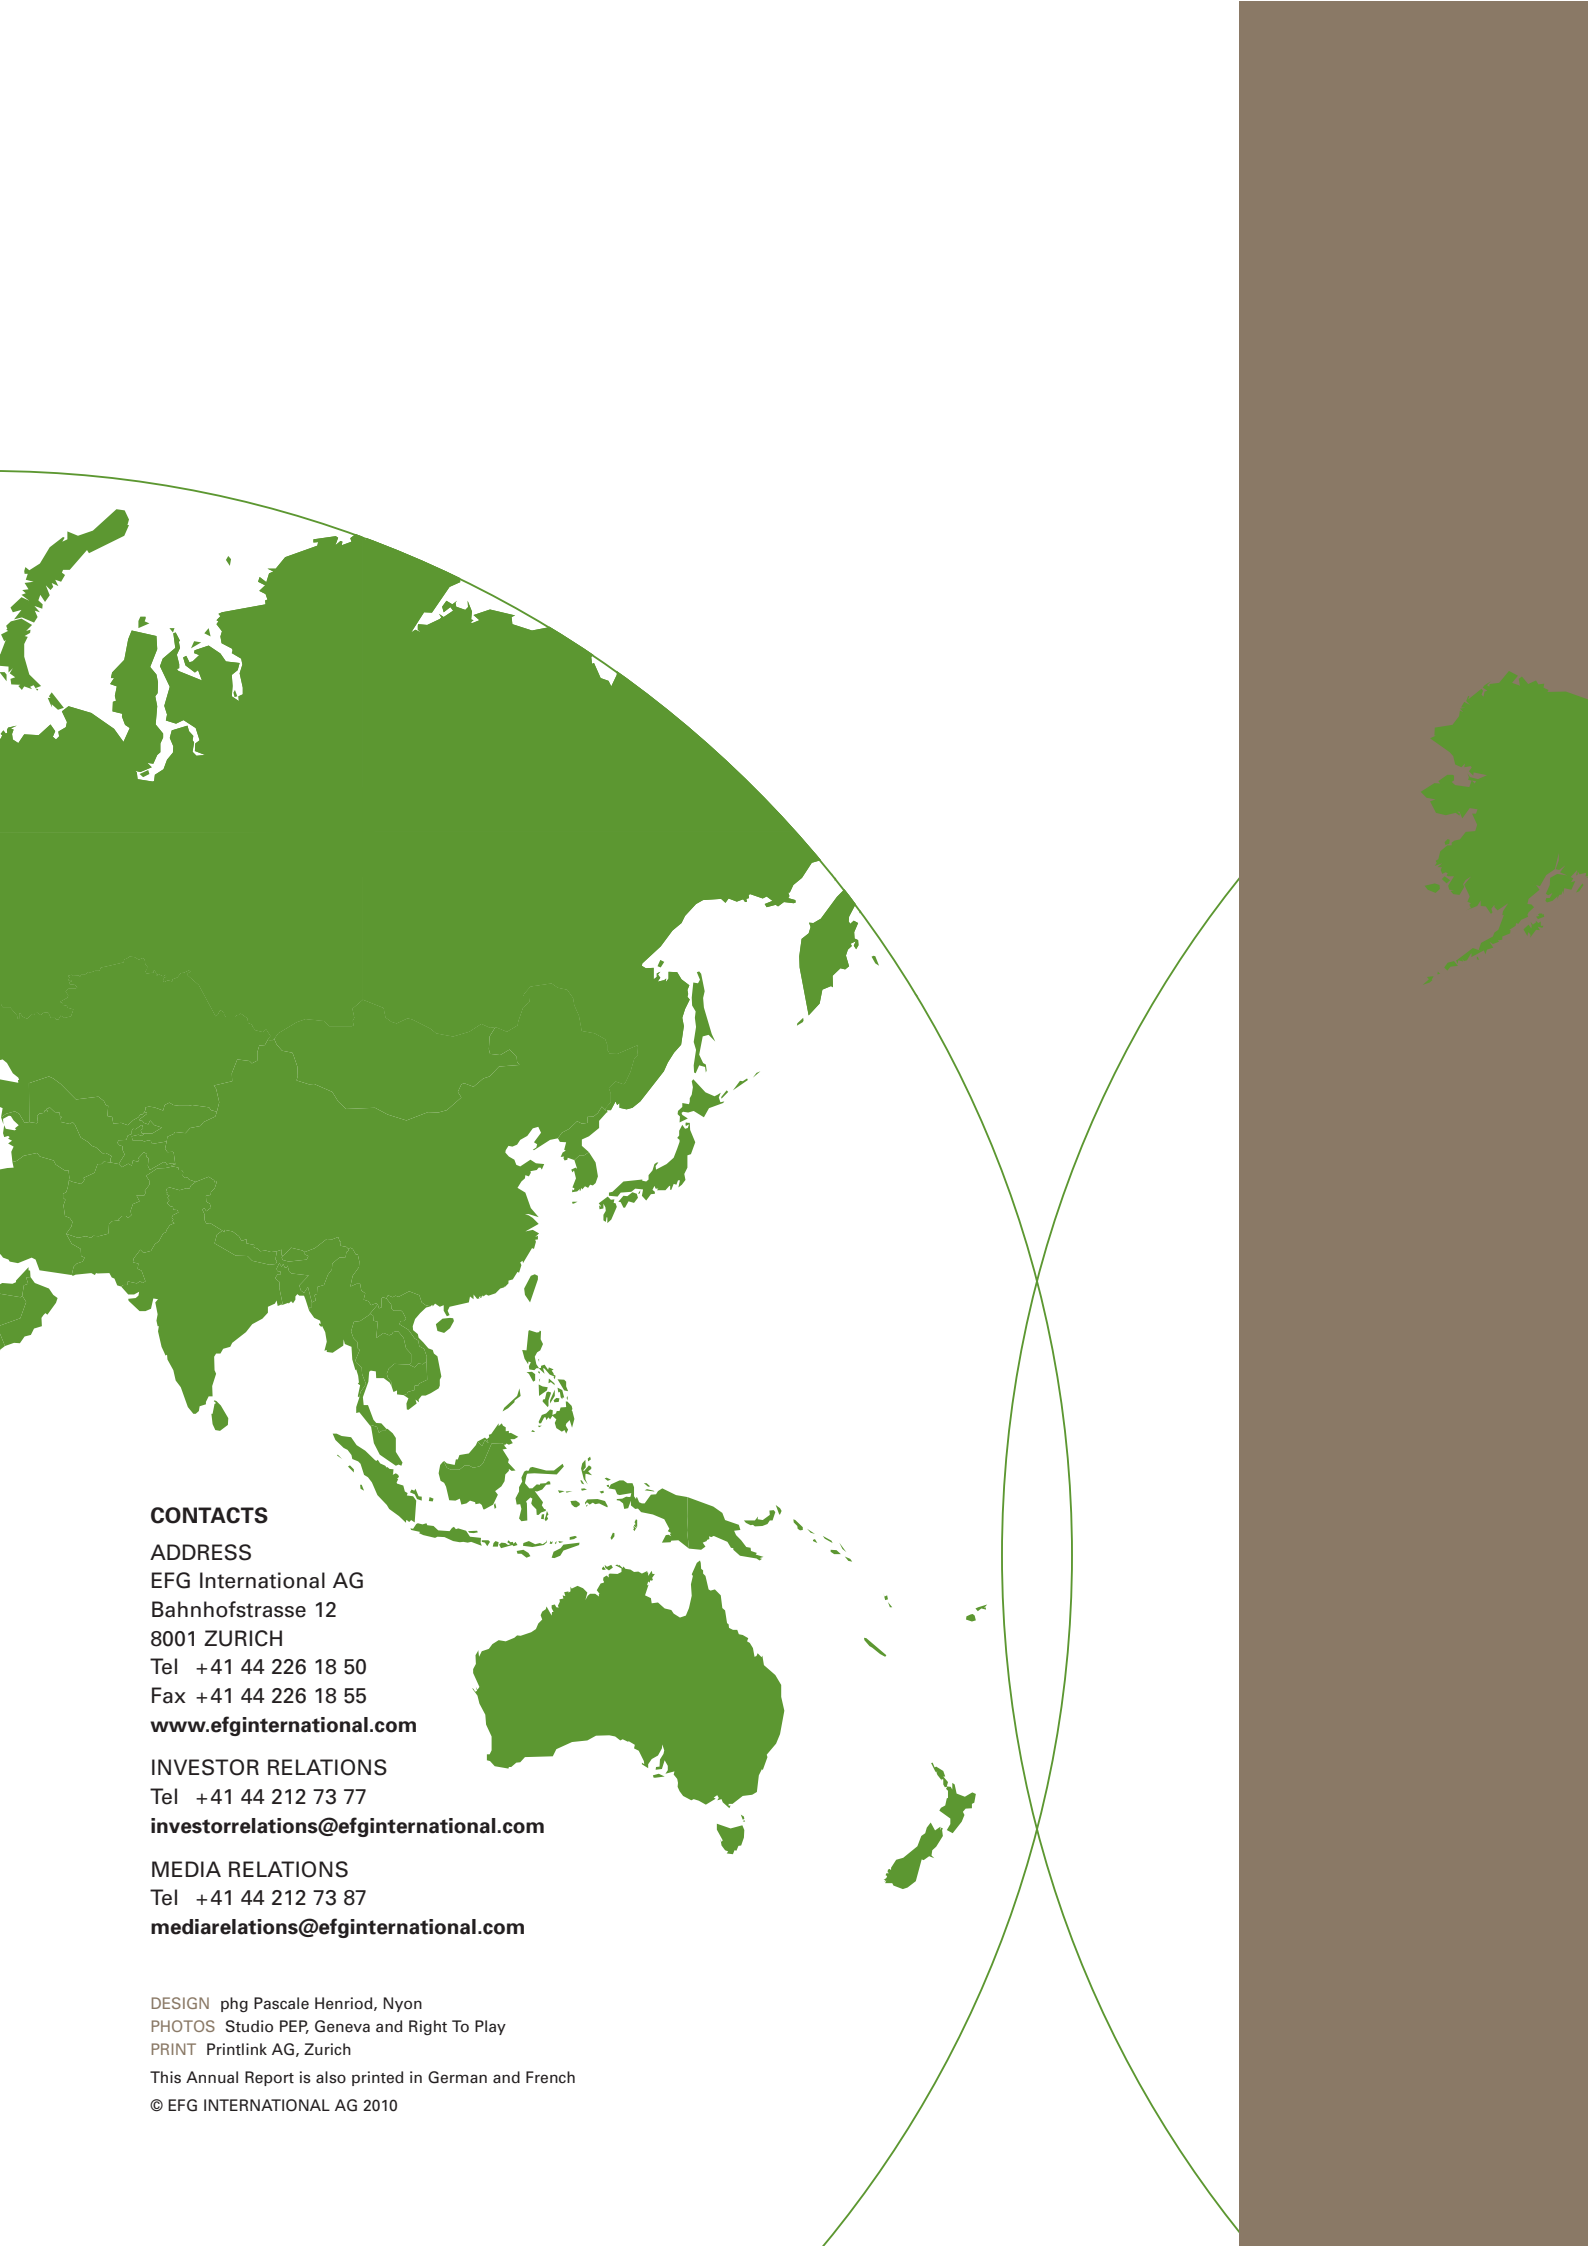 CONTACTS
ADDRESS
EFG International AG
Bahnhofstrasse 12
8001 ZURICH
Tel +41 44 226 18 50
Fax +41 44 226 18 55
www.efginternational.com
INVESTOR RELATIONS
Tel +41 44 212 73 77
investorrelations@efginternational.com
MEDIA RELATIONS
Tel +41 44 212 73 87
mediarelations@efginternational.com
DESIGN phg Pascale Henriod, Nyon
PHOTOS Studio PEP, Geneva and Right To Play
PRINT Printlink AG, Zurich
This Annual Report is also printed in German and French
© EFG INTERNATIONAL AG 2010